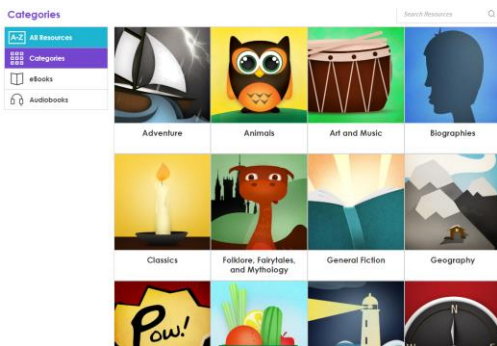 Categories
Search Resources
A-Z All Resources
Categories
eBooks
Audiobooks
Adventure
Animals
Art and Music
Biographies
Classics
Folklore, Fairytales,
and Mythology
General Fiction
Geography
Pow!
N
W